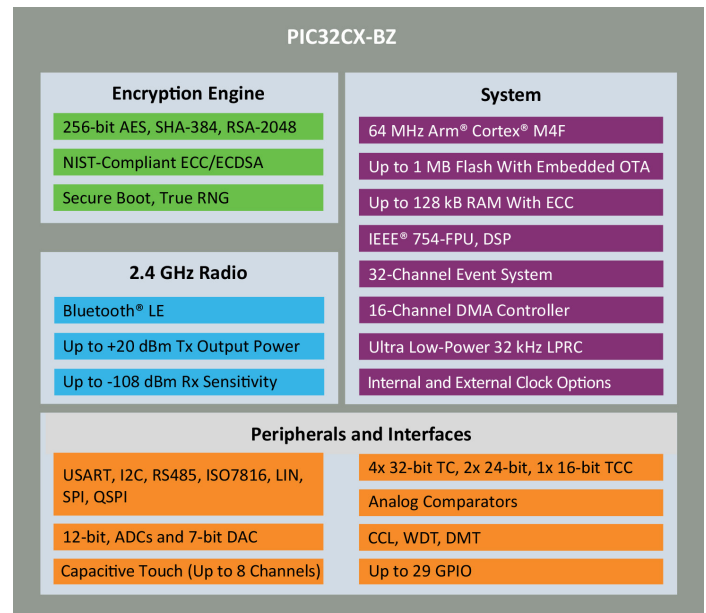 PIC32CX-BZ
Encryption Engine
256-bit AES, SHA-384, RSA-2048
NIST-Compliant ECC/ECDSA
Secure Boot, True RNG
2.4 GHz Radio
Bluetooth® LE
Up to +20 dBm Tx Output Power
Up to -108 dBm Rx Sensitivity
System
64 MHz Arm® Cortex® M4F
Up to 1 MB Flash With Embedded OTA
Up to 128 kB RAM With ECC
IEEE® 754-FPU, DSP
32-Channel Event System
16-Channel DMA Controller
Ultra Low-Power 32 kHz LPRC
Internal and External Clock Options
Peripherals and Interfaces
USART, I2C, RS485, ISO7816, LIN,
SPI, QSPI
12-bit, ADCs and 7-bit DAC
Capacitive Touch (Up to 8 Channels)
4x 32-bit TC, 2x 24-bit, 1x 16-bit TCC
Analog Comparators
CCL, WDT, DMT
Up to 29 GPIO